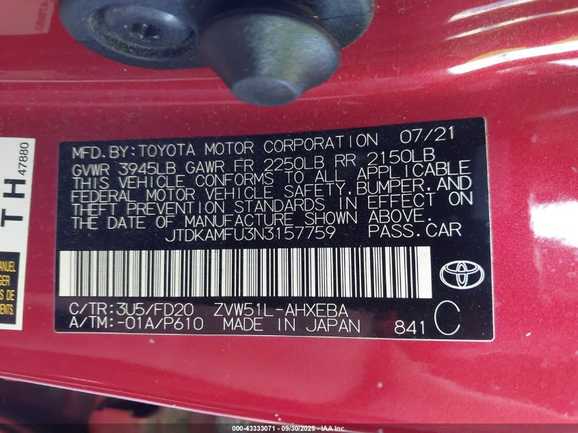 MFD.BY:TOYOTA MOTOR CORPORATION 07/21
GVWR 3945LB GAWR FR 2250LB RR 2150LB
THIS VEHICLE CONFORMS TO ALL APPLICABLE
FEDERAL MOTOR VEHICLE SAFETY,BUMPER,AND
THEFT PREVENTION STANDARDS IN EFFECT ON
THE DATE OF MANUFACTURE SHOWN ABOVE.
JTDKAMFU3N3157759 PASS.CAR
C/TR:3U5/FD20 ZVW51L-AHXEBA
A/TM:-01A/P610 MADE IN JAPAN 841 C
TH 47880
MANUEL
DE
000-43333071 - 09/30/2025 - IAA Inc.